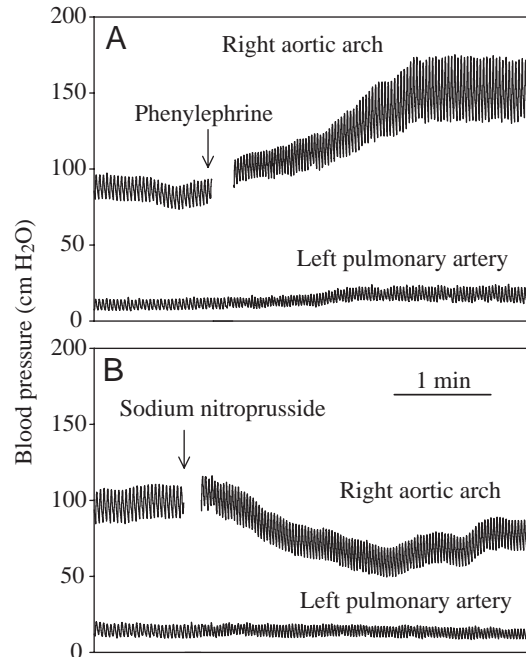 200
A
Right aortic arch
150
Phenylephrine
100
50
Left pulmonary artery
0
Blood pressure (cm H₂O)
200
B
1 min
150
Sodium nitroprusside
Right aortic arch
100
50
Left pulmonary artery
0